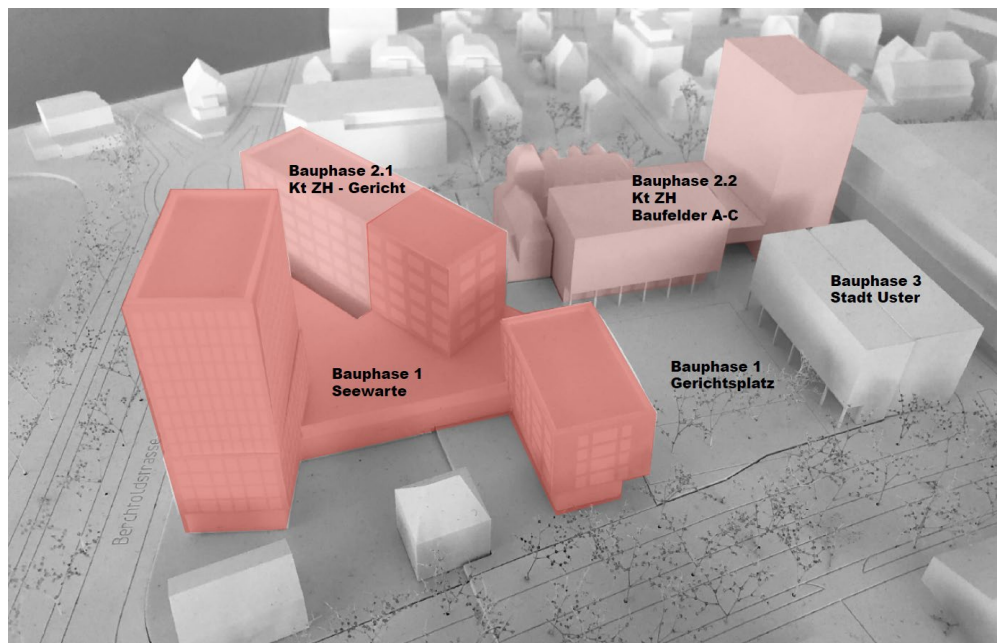 Bauphase 2.1
Kt ZH - Gericht
Bauphase 2.2
Kt ZH
Baufelder A-C
Bauphase 3
Stadt Uster
Bauphase 1
Seewarte
Bauphase 1
Gerichtsplatz
Berchtoldstrasse